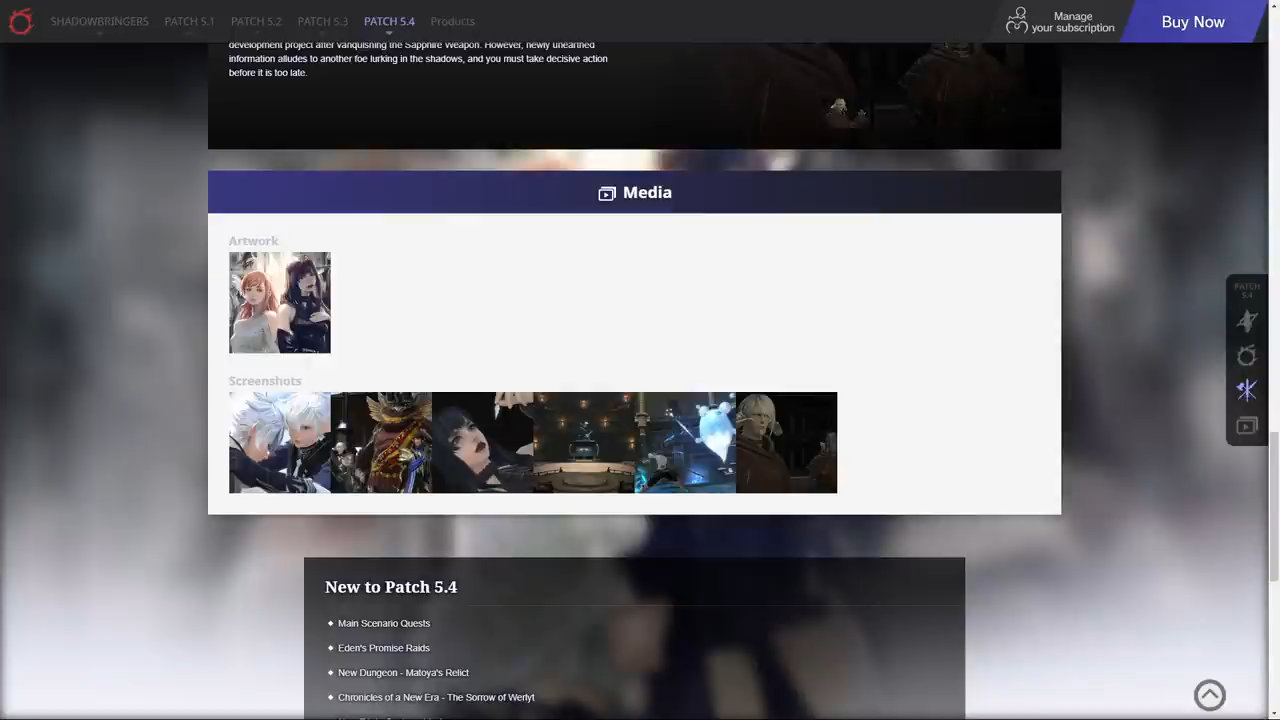 SHADOWBRINGERS PATCH 5.1 PATCH 5.2 PATCH 5.3 PATCH 5.4 Products
Manage
your subscription
Buy Now
development project after vanquishing the Sapphire Weapon. However, newly unearthed
information alludes to another foe lurking in the shadows, and you must take decisive action
before it is too late.
Media
Artwork
PATCH
5.4
Screenshots
New to Patch 5.4
Main Scenario Quests
Eden's Promise Raids
New Dungeon - Matoya's Relict
Chronicles of a New Era - The Sorrow of Werlyt